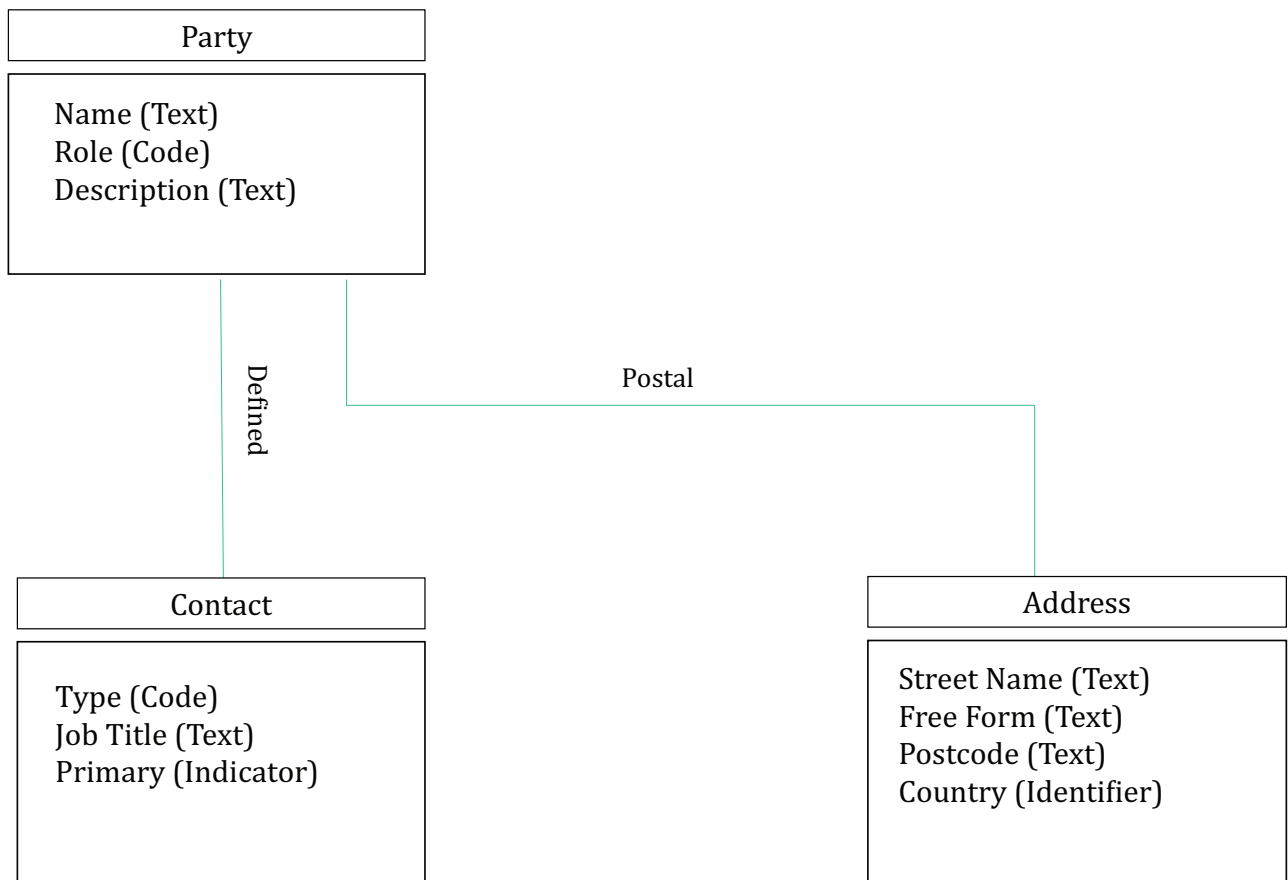 Party
Name (Text)
Role (Code)
Description (Text)
Defined
Postal
Contact
Type (Code)
Job Title (Text)
Primary (Indicator)
Address
Street Name (Text)
Free Form (Text)
Postcode (Text)
Country (Identifier)